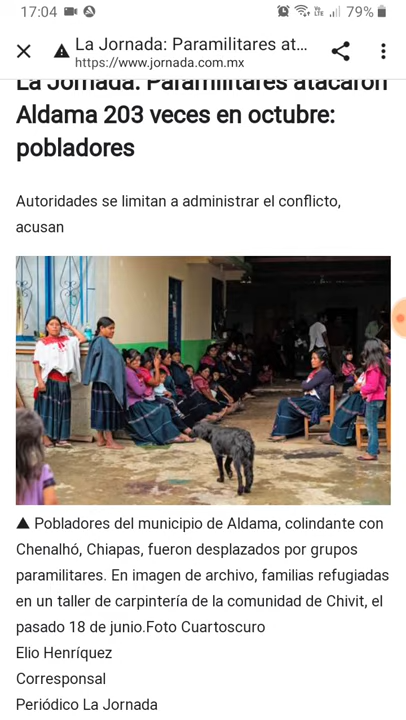 17:04 79%
La Jornada: Paramilitares at...
https://www.jornada.com.mx
La Jornada: Paramilitares atacaron
Aldama 203 veces en octubre:
pobladores
Autoridades se limitan a administrar el conflicto,
acusan
▲ Pobladores del municipio de Aldama, colindante con
Chenalhó, Chiapas, fueron desplazados por grupos
paramilitares. En imagen de archivo, familias refugiadas
en un taller de carpintería de la comunidad de Chivit, el
pasado 18 de junio.Foto Cuartoscuro
Elio Henríquez
Corresponsal
Periódico La Jornada